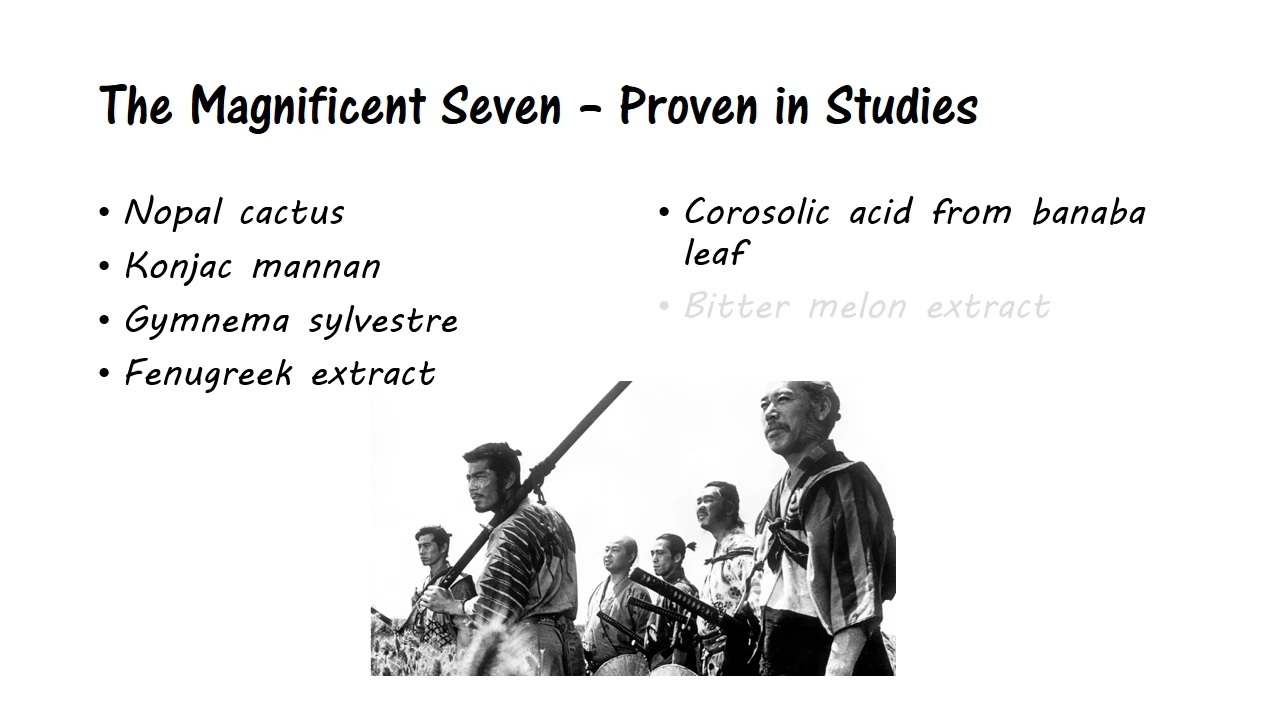 The Magnificent Seven – Proven in Studies
• Nopal cactus
• Konjac mannan
• Gymnema sylvestre
• Fenugreek extract
• Corosolic acid from banaba
leaf
• Bitter melon extract